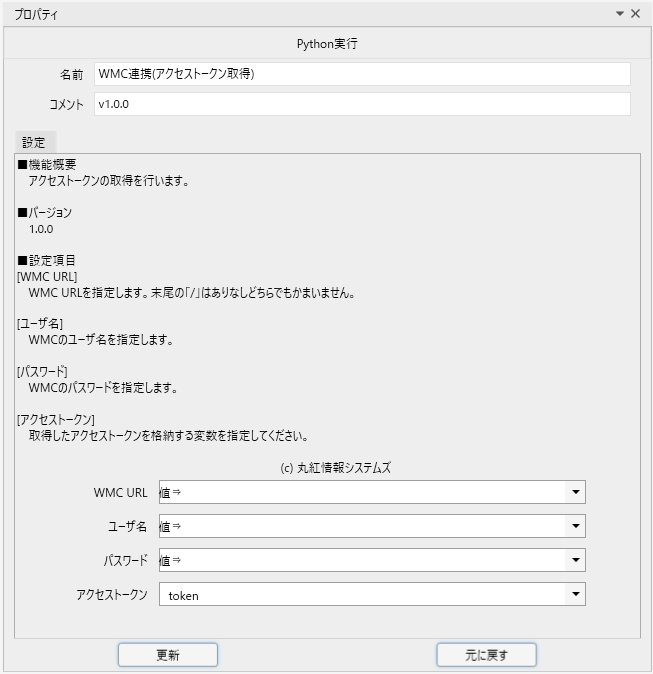 プロパティ
Python実行
名前 WMC連携(アクセストークン取得)
コメント v1.0.0
設定
■機能概要
アクセストークンの取得を行います。
■バージョン
1.0.0
■設定項目
[WMC URL]
WMC URLを指定します。末尾の「/」はありなしどちらでもかまいません。
[ユーザ名]
WMCのユーザ名を指定します。
[パスワード]
WMCのパスワードを指定します。
[アクセストークン]
取得したアクセストークンを格納する変数を指定してください。
(c) 丸紅情報システムズ
WMC URL 値⇒
ユーザ名 値⇒
パスワード 値⇒
アクセストークン token
更新 元に戻す